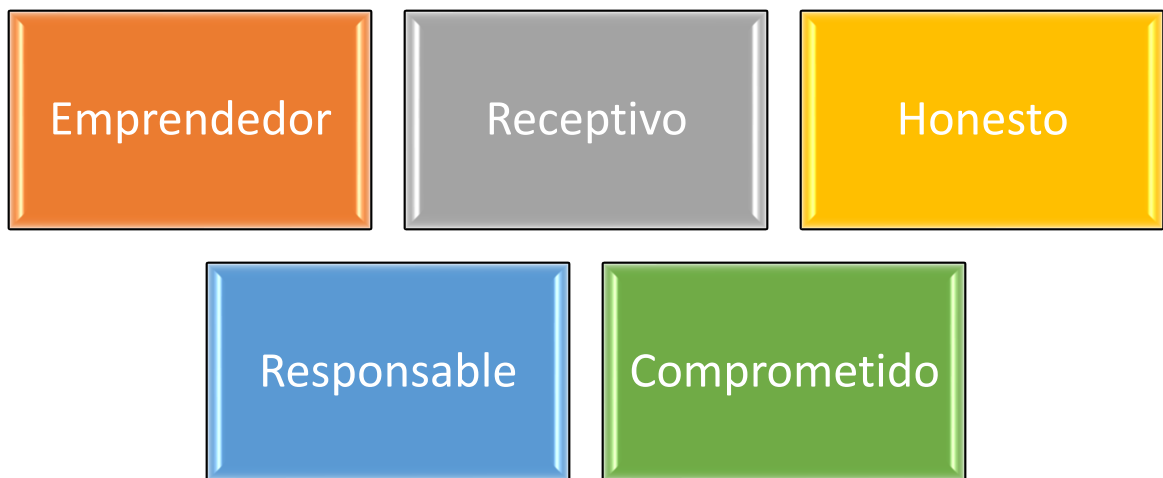 Emprendedor
Receptivo
Honesto
Responsable
Comprometido